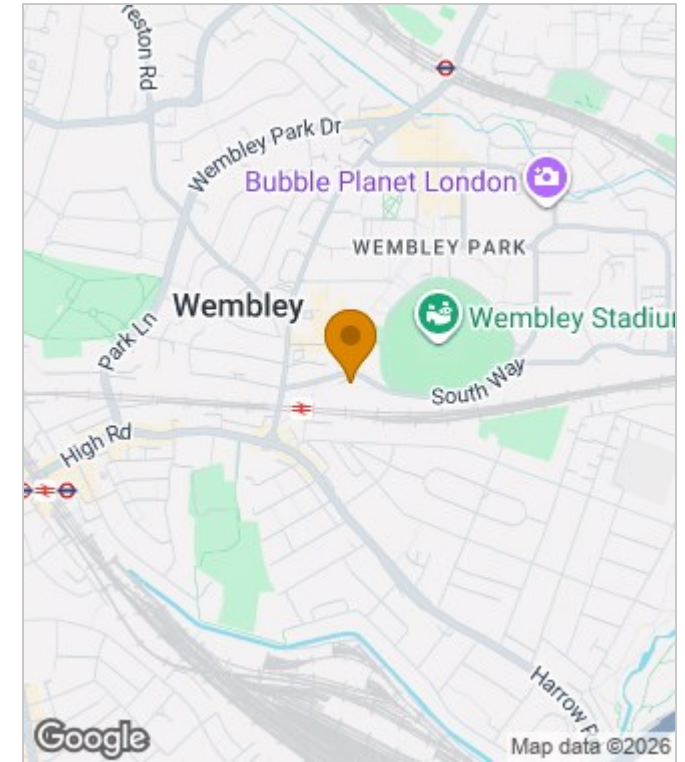 reston Rd
Wembley Park Dr
Bubble Planet London
WEMBLEY PARK
Wembley
Wembley Stadiu
Park Ln
South Way
High Rd
Harrow R
Google
Map data ©2026